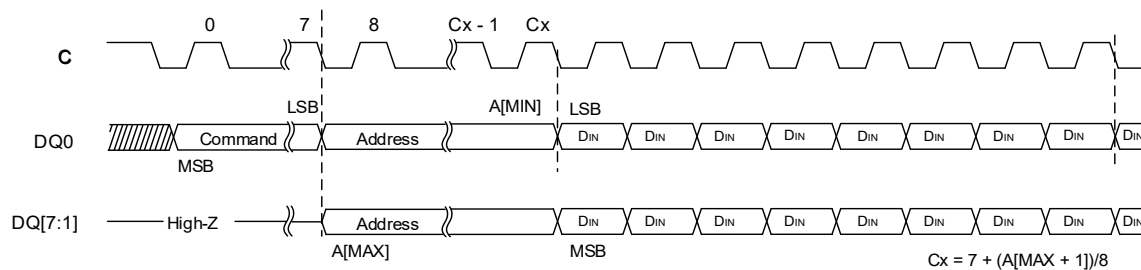 0 7 8 Cx - 1 Cx
C
LSB A[MIN] LSB
DQ0 Command Address DIN DIN DIN DIN DIN DIN DIN DIN DIN
MSB
DQ[7:1] High-Z Address DIN DIN DIN DIN DIN DIN DIN DIN DIN
A[MAX] MSB
Cx = 7 + (A[MAX + 1])/8